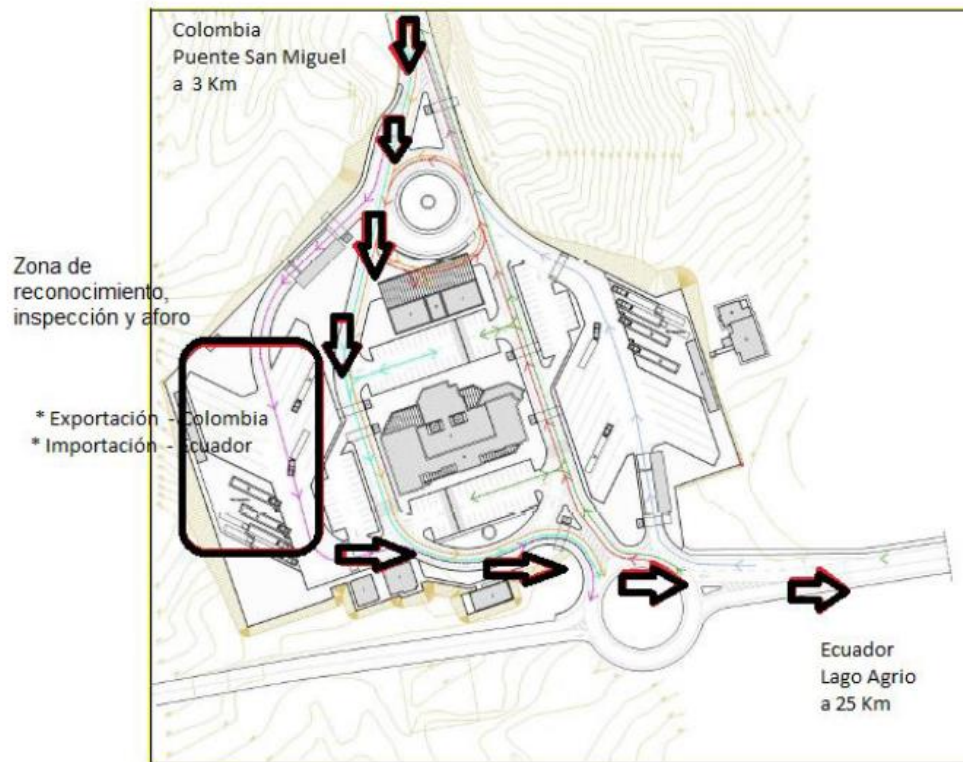 Colombia
Puente San Miguel
a 3 Km
Zona de
reconocimiento,
inspección y aforo
* Exportación - Colombia
* Importación - Ecuador
Ecuador
Lago Agrio
a 25 Km